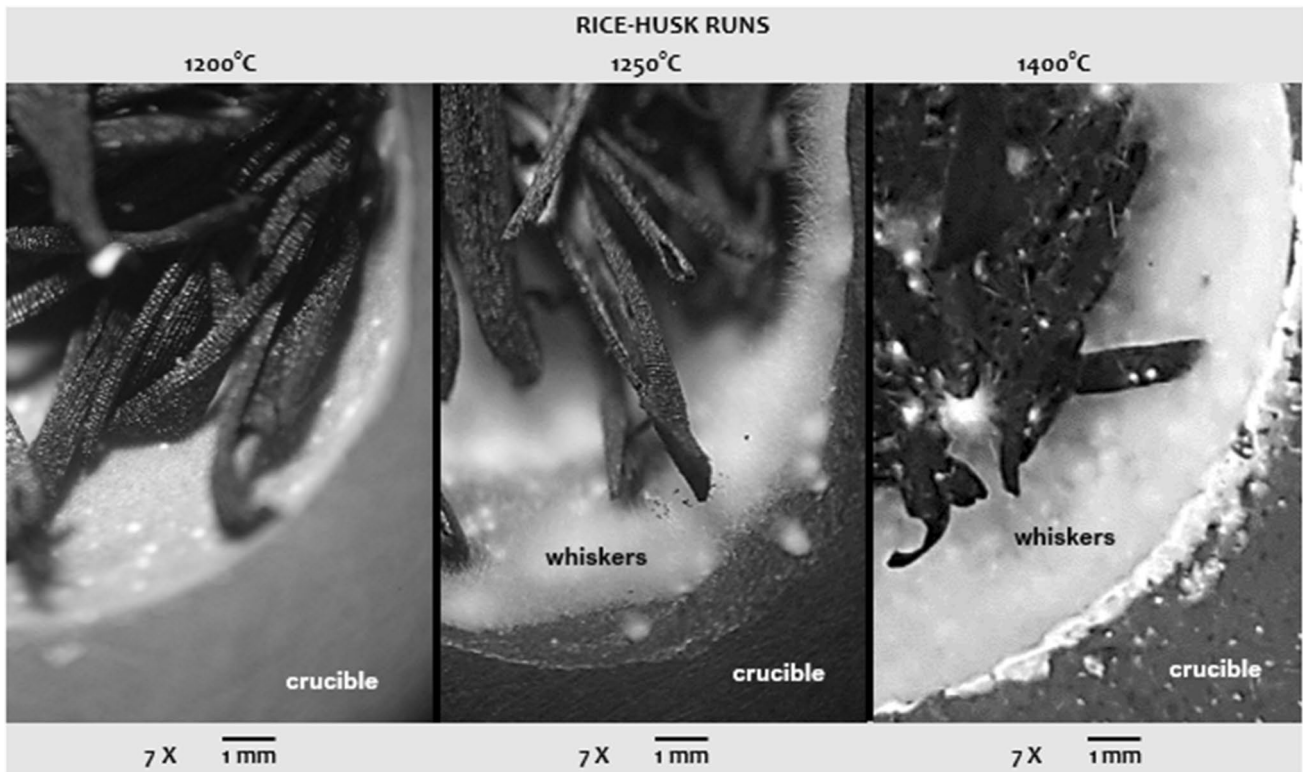 RICE-HUSK RUNS
1200°C
1250°C
1400°C
whiskers
whiskers
crucible
crucible
crucible
7 X
1 mm
7 X
1 mm
7 X
1 mm